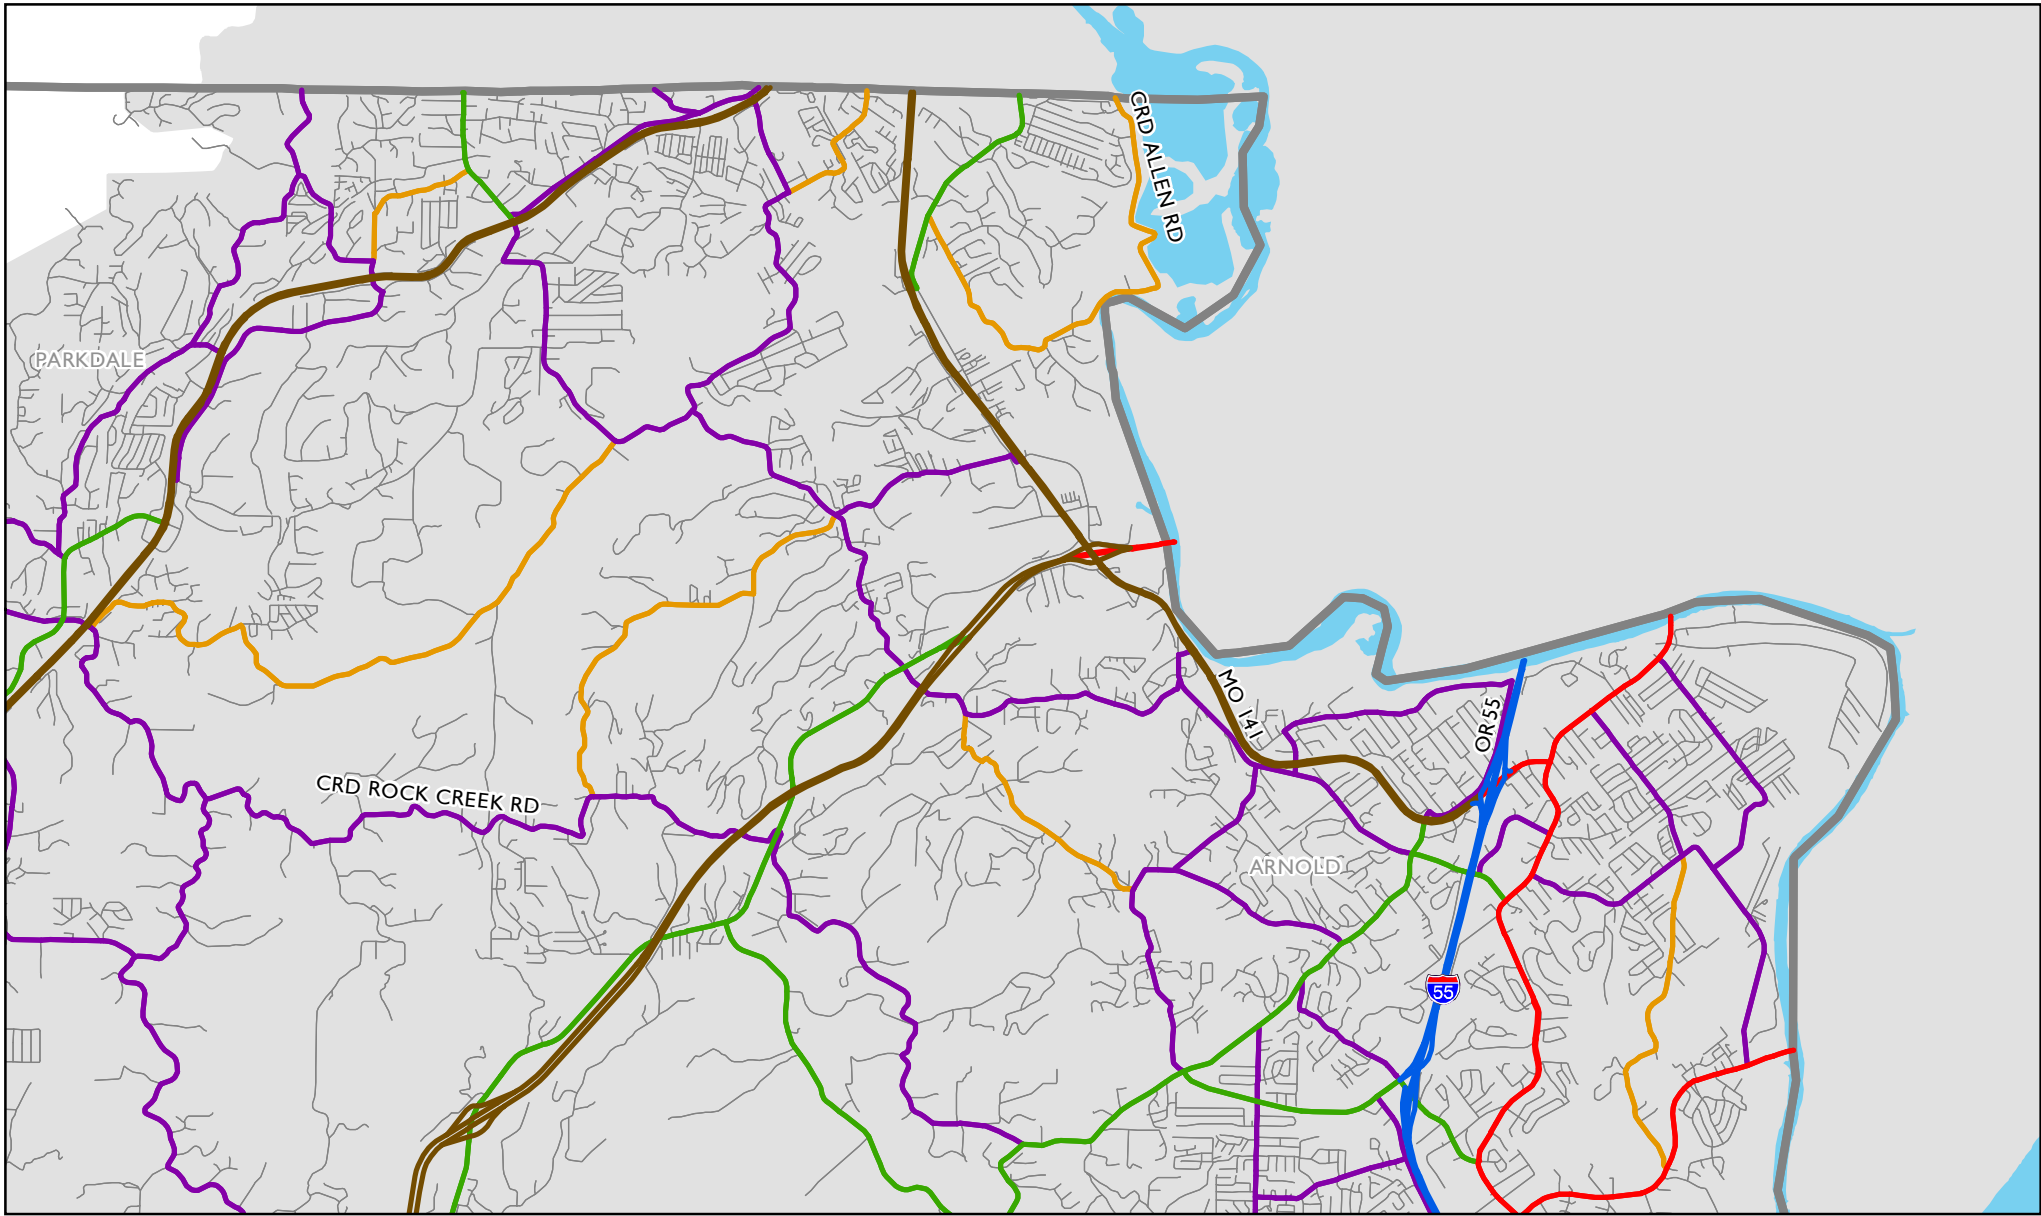 CRD ALLEN RD
PARKDALE
MO 141
OR 55
CRD ROCK CREEK RD
ARNOLD
55